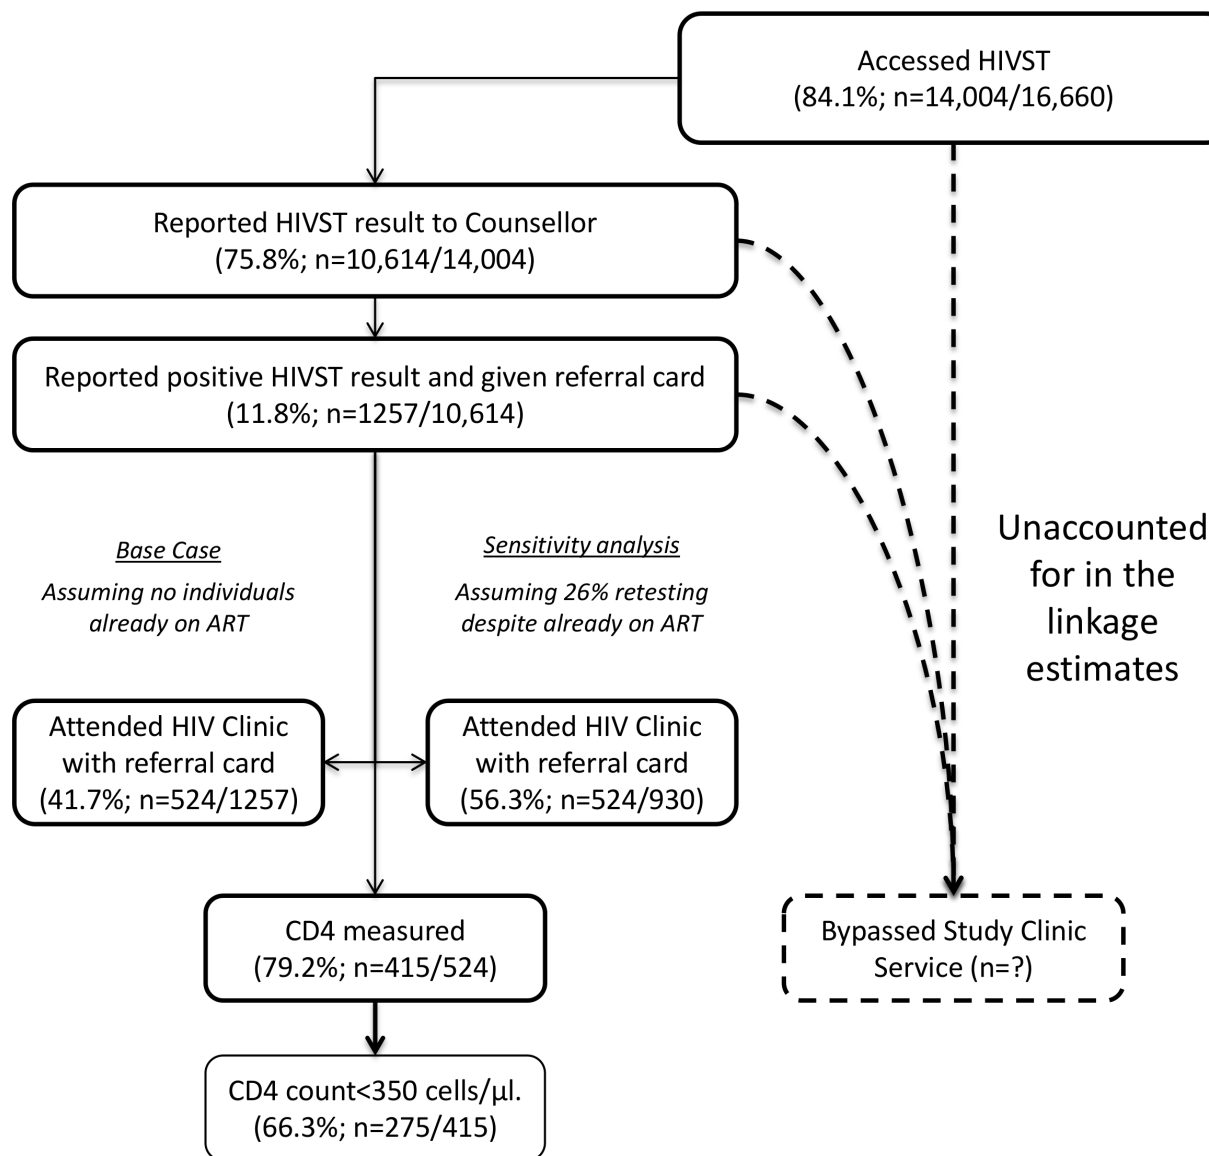 Accessed HIVST
(84.1%; n=14,004/16,660)
Reported HIVST result to Counsellor
(75.8%; n=10,614/14,004)
Reported positive HIVST result and given referral card
(11.8%; n=1257/10,614)
Base Case
Assuming no individuals
already on ART
Sensitivity analysis
Assuming 26% retesting
despite already on ART
Unaccounted
for in the
linkage
estimates
Attended HIV Clinic
with referral card
(41.7%; n=524/1257)
Attended HIV Clinic
with referral card
(56.3%; n=524/930)
CD4 measured
(79.2%; n=415/524)
Bypassed Study Clinic
Service (n=?)
CD4 count<350 cells/µl.
(66.3%; n=275/415)